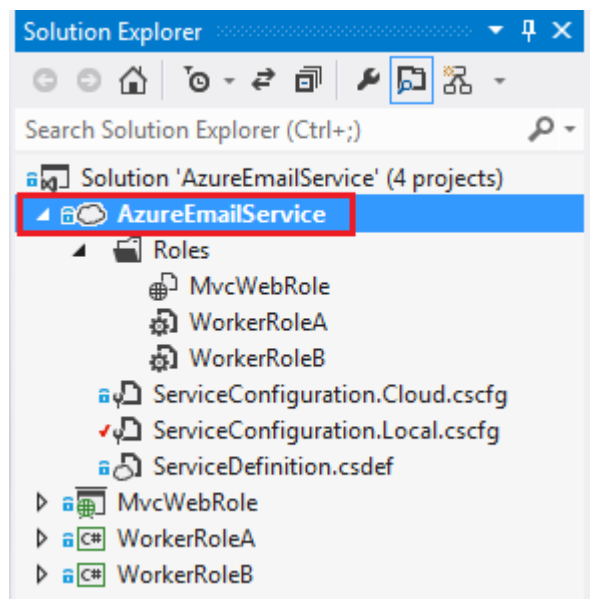 Solution Explorer
Search Solution Explorer (Ctrl+;)
Solution 'AzureEmailService' (4 projects)
AzureEmailService
Roles
MvcWebRole
WorkerRoleA
WorkerRoleB
ServiceConfiguration.Cloud.cscfg
ServiceConfiguration.Local.cscfg
ServiceDefinition.csdef
MvcWebRole
C# WorkerRoleA
C# WorkerRoleB